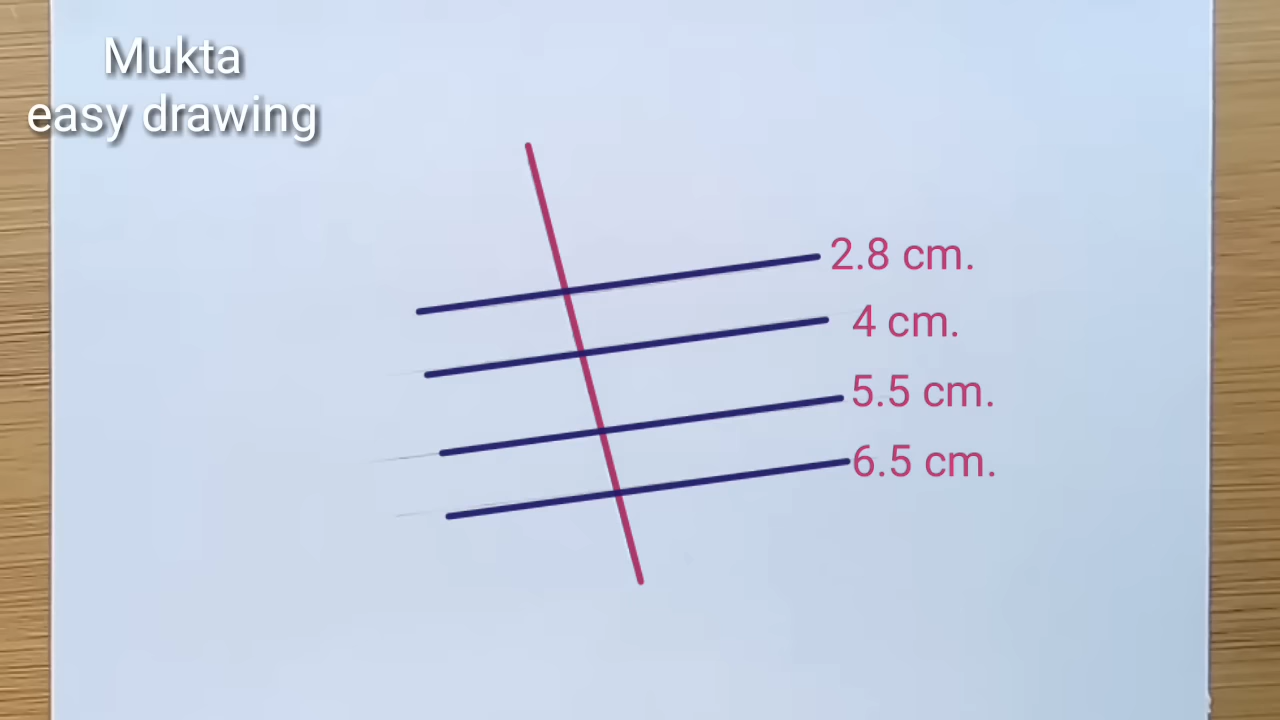 Mukta
easy drawing
2.8 cm.
4 cm.
5.5 cm.
6.5 cm.